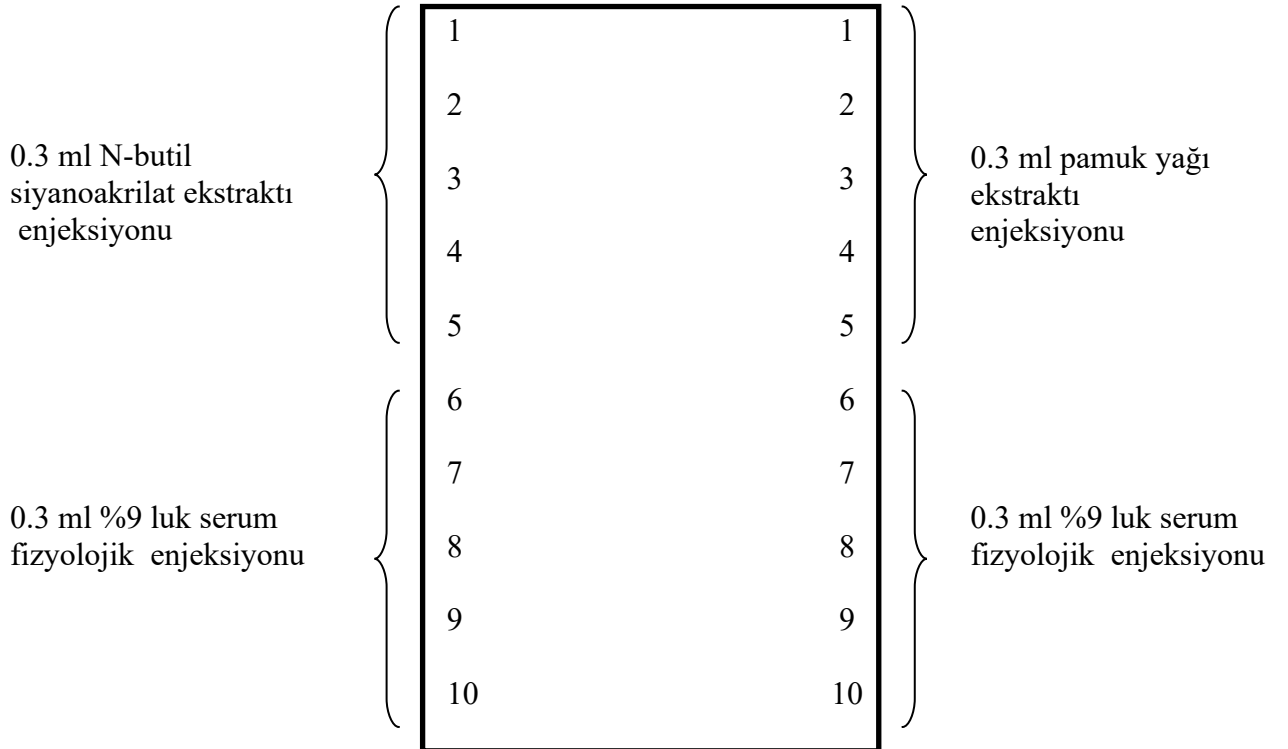 1 1
2 2
0.3 ml N-butil
siyanoakrilat ekstraktı
enjeksiyonu
3 3
0.3 ml pamuk yağı
ekstraktı
enjeksiyonu
4 4
5 5
6 6
7 7
0.3 ml %9 luk serum
fizyolojik enjeksiyonu
8 8
0.3 ml %9 luk serum
fizyolojik enjeksiyonu
9 9
10 10